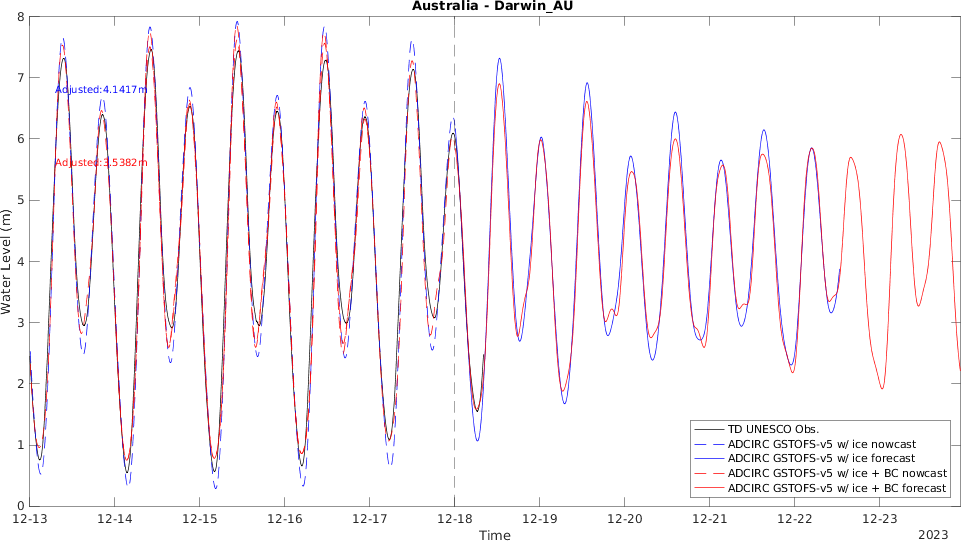 Australia - Darwin_AU
8
7
6
5
4
3
2
1
0
Water Level (m)
Adjusted:4.1417m
Adjusted:3.5382m
TD UNESCO Obs.
ADCIRC GSTOFS-v5 w/ ice nowcast
ADCIRC GSTOFS-v5 w/ ice forecast
ADCIRC GSTOFS-v5 w/ ice + BC nowcast
ADCIRC GSTOFS-v5 w/ ice + BC forecast
12-13 12-14 12-15 12-16 12-17 12-18 12-19 12-20 12-21 12-22 12-23
Time
2023